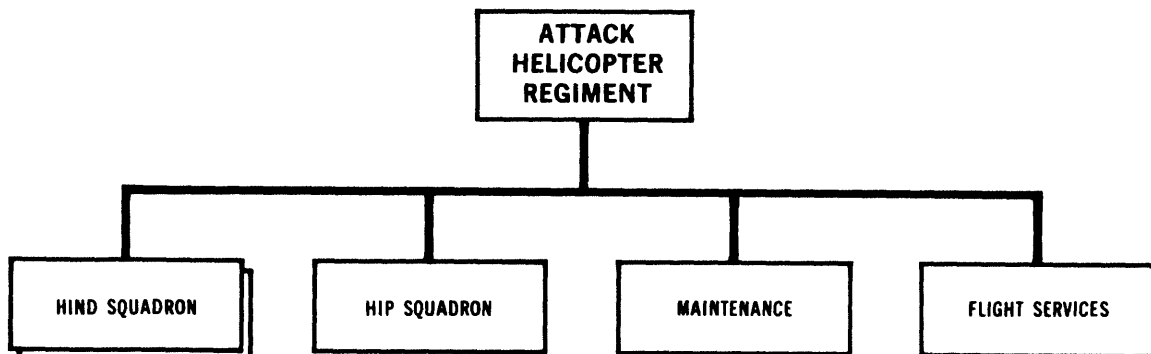 ATTACK
HELICOPTER
REGIMENT
HIND SQUADRON
HIP SQUADRON
MAINTENANCE
FLIGHT SERVICES